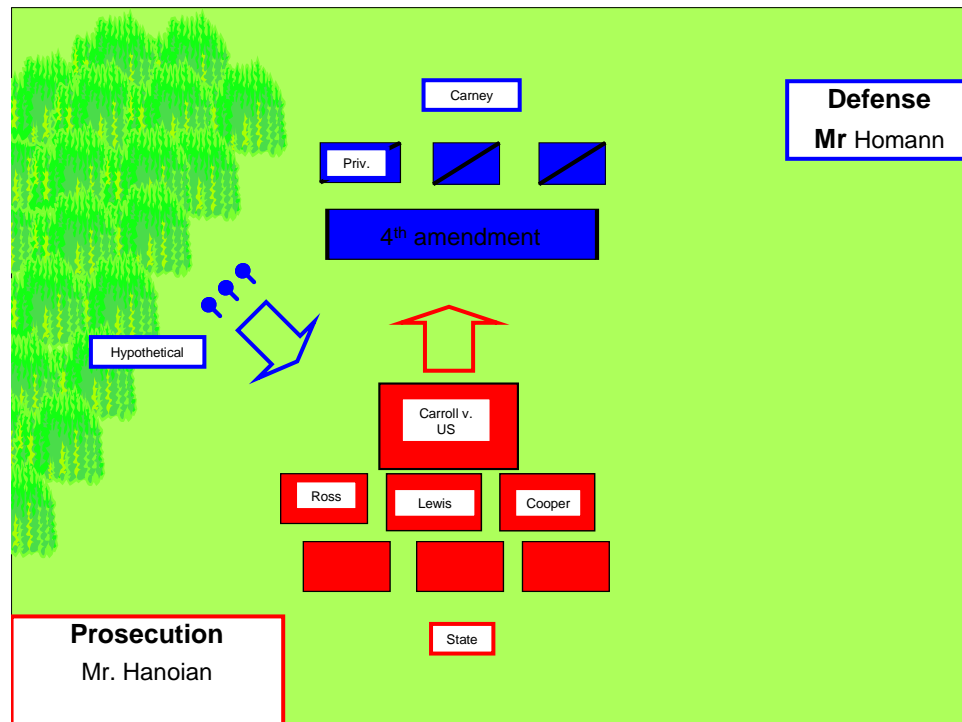 Carney
Defense
Mr Homann
Priv.
4th amendment
Hypothetical
Carroll v.
US
Ross
Lewis
Cooper
Prosecution
Mr. Hanoian
State